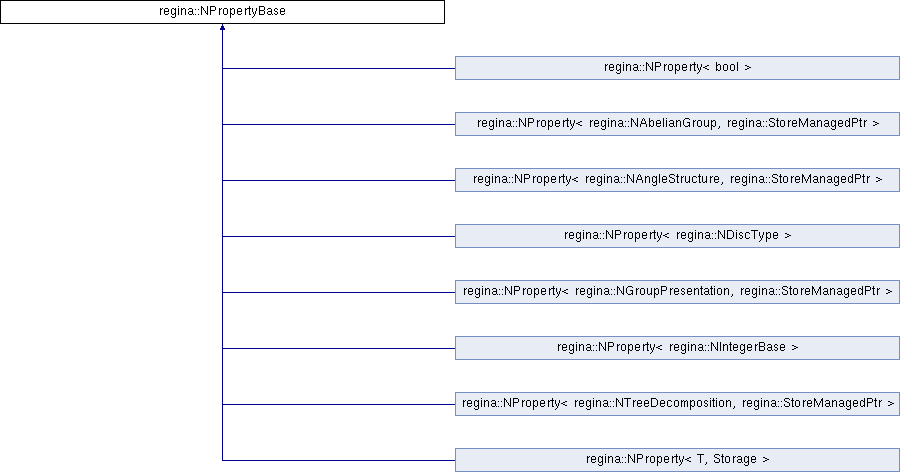 regina::NPropertyBase
regina::NProperty< bool >
regina::NProperty< regina::NAbelianGroup, regina::StoreManagedPtr >
regina::NProperty< regina::NAngleStructure, regina::StoreManagedPtr >
regina::NProperty< regina::NDiscType >
regina::NProperty< regina::NGroupPresentation, regina::StoreManagedPtr >
regina::NProperty< regina::NIntegerBase >
regina::NProperty< regina::NTreeDecomposition, regina::StoreManagedPtr >
regina::NProperty< T, Storage >